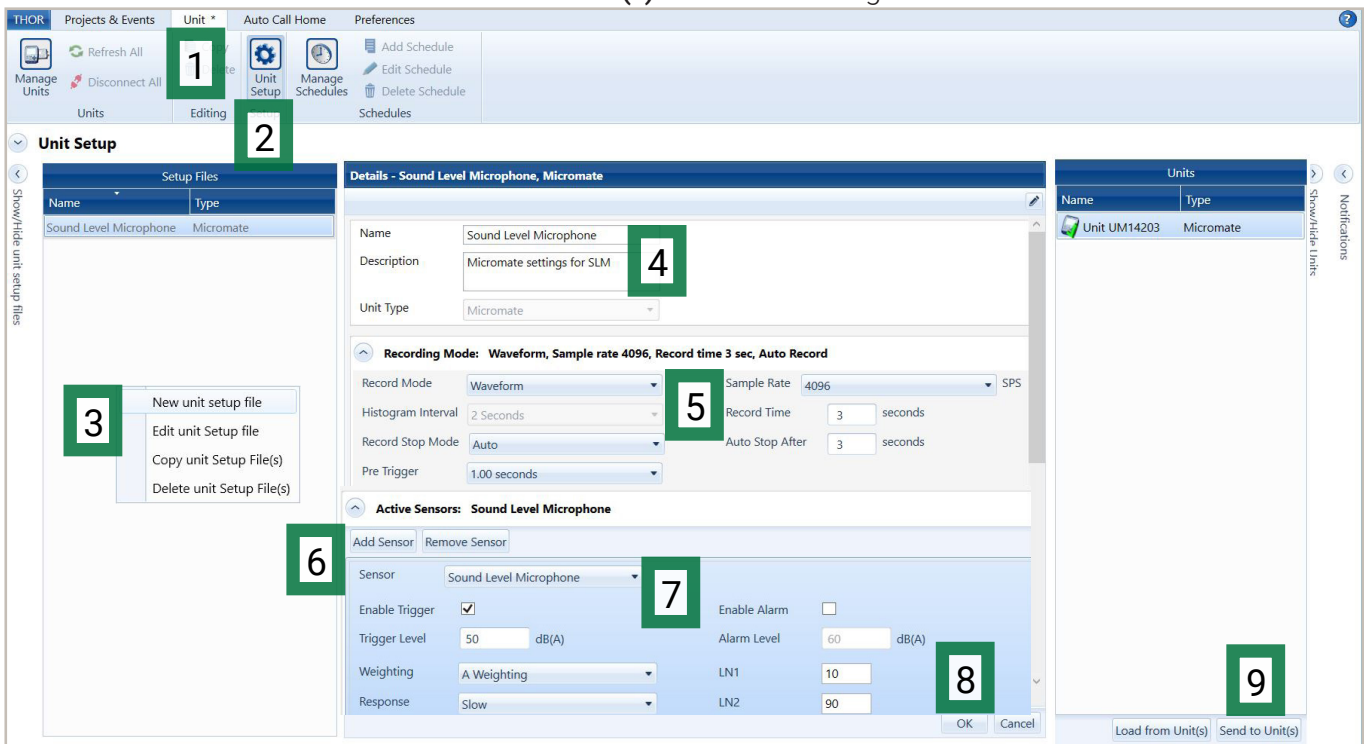 THOR Projects & Events Unit * Auto Call Home Preferences
Refresh All
Disconnect All
Manage Units
Units
1
Editing
Unit Setup
Manage Schedules
2
Add Schedule
Edit Schedule
Delete Schedule
Schedules
Unit Setup
Show/Hide unit setup files
Setup Files
Name Type
Sound Level Microphone Micromate
3
New unit setup file
Edit unit Setup file
Copy unit Setup File(s)
Delete unit Setup File(s)
Details - Sound Level Microphone, Micromate
Name Sound Level Microphone
Description Micromate settings for SLM
4
Unit Type Micromate
Recording Mode: Waveform, Sample rate 4096, Record time 3 sec, Auto Record
Record Mode Waveform Sample Rate 4096 SPS
5
Histogram Interval 2 Seconds Record Time 3 seconds
Record Stop Mode Auto Auto Stop After 3 seconds
Pre Trigger 1.00 seconds
Active Sensors: Sound Level Microphone
6
Add Sensor Remove Sensor
Sensor Sound Level Microphone
7
Enable Trigger Enable Alarm
Trigger Level 50 dB(A) Alarm Level 60 dB(A)
Weighting A Weighting LN1 10
Response Slow LN2 90
8
OK Cancel
Units
Name Type
Unit UM14203 Micromate
9
Load from Unit(s) Send to Unit(s)
Show/Hide Units
Notifications